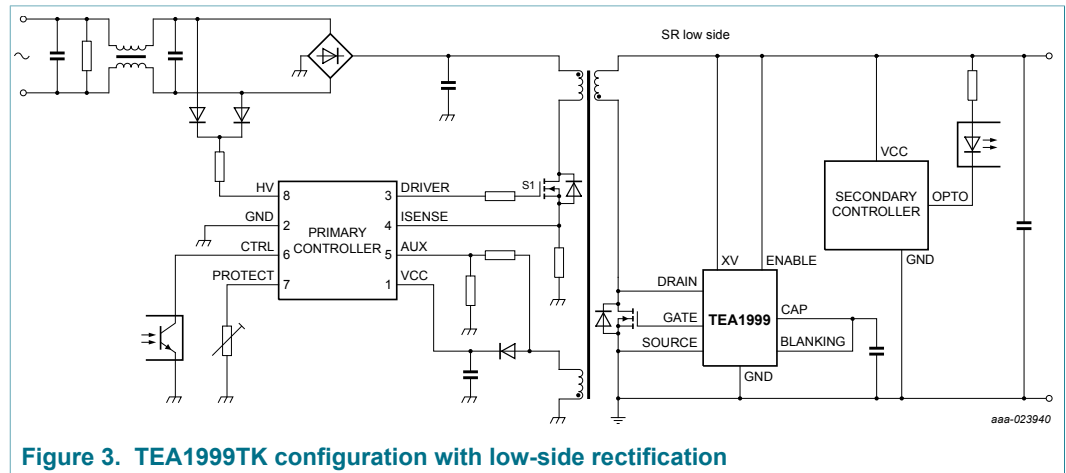 SR low side
VCC
SECONDARY
CONTROLLER
OPTO
GND
HV
8
GND
2
CTRL
6
PROTECT
7
PRIMARY
CONTROLLER
3
DRIVER
4
ISENSE
5
AUX
1
VCC
S1
XV
ENABLE
DRAIN
GATE
SOURCE
TEA1999
CAP
BLANKING
GND
aaa-023940
Figure 3. TEA1999TK configuration with low-side rectification